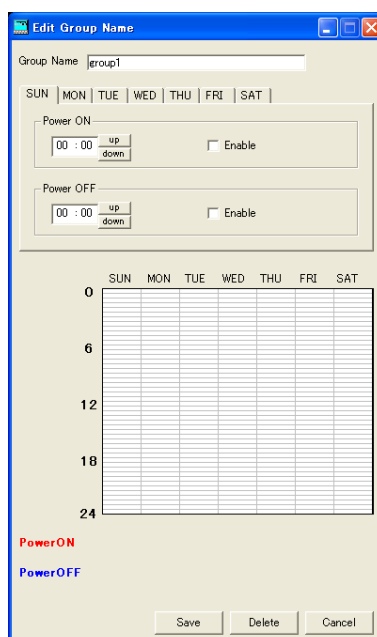 Edit Group Name
Group Name group1
SUN MON TUE WED THU FRI SAT
Power ON
00 : 00 up Enable
down
Power OFF
00 : 00 up Enable
down
SUN MON TUE WED THU FRI SAT
0
6
12
18
24
PowerON
PowerOFF
Save Delete Cancel